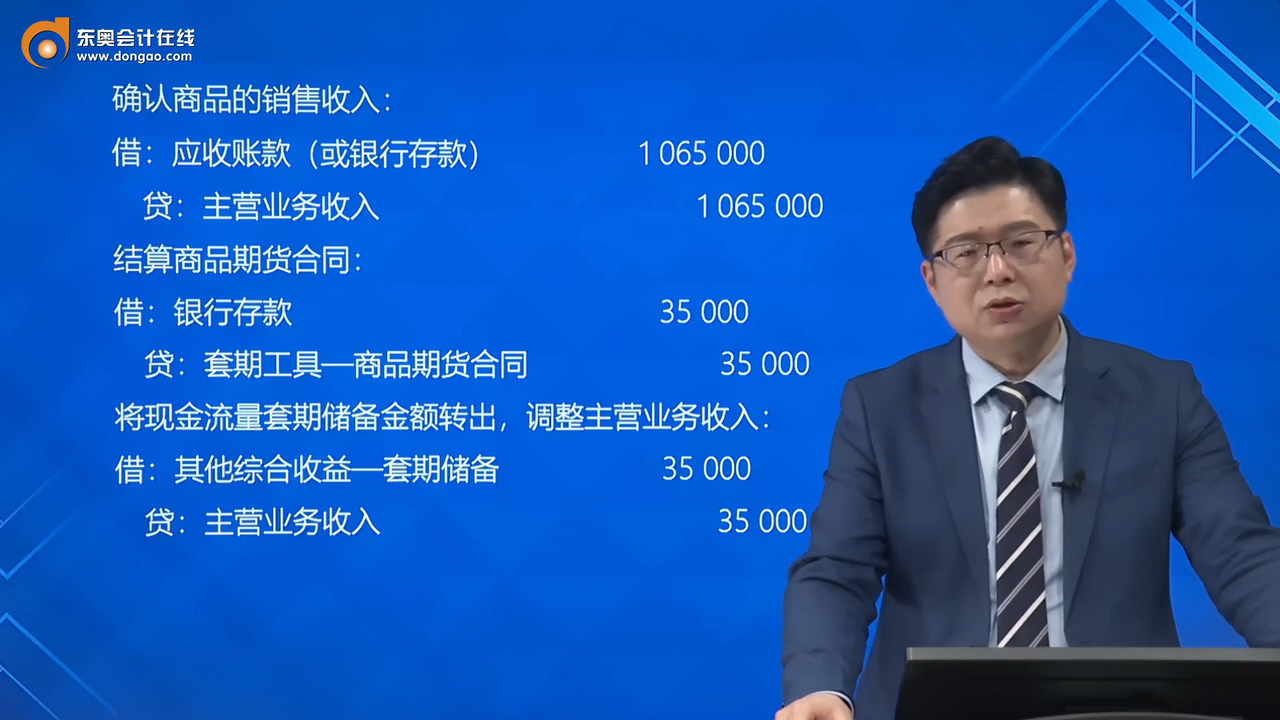 东奥会计在线
www.dongao.com
确认商品的销售收入：
借：应收账款（或银行存款） 1 065 000
贷：主营业务收入 1 065 000
结算商品期货合同：
借：银行存款 35 000
贷：套期工具—商品期货合同 35 000
将现金流量套期储备金额转出，调整主营业务收入：
借：其他综合收益—套期储备 35 000
贷：主营业务收入 35 000